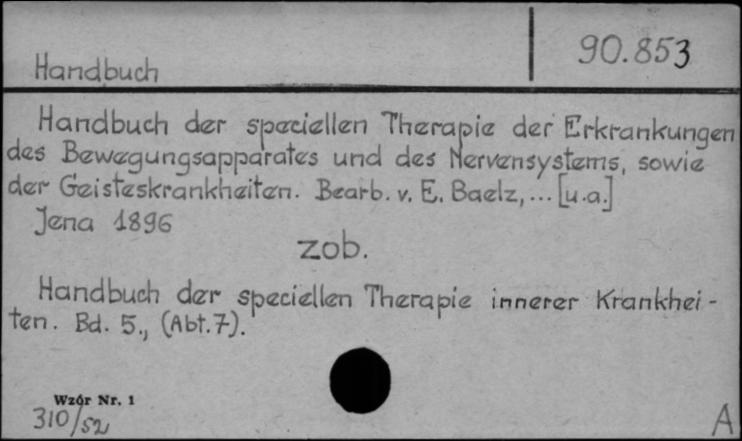 90.853
Handbuch
Handbuch der speciellen Therapie der Erkrankungen
des Bewegungsapparates und des Nervensystems, sowie
der Geisteskrankheiten. Bearb. v. E. Baelz, ... [u.a.]
Jena 1896
zob.
Handbuch der speciellen Therapie innerer Krankhei-
ten. Bd. 5., (Abt. 7).
Wzór Nr. 1
310/52
A